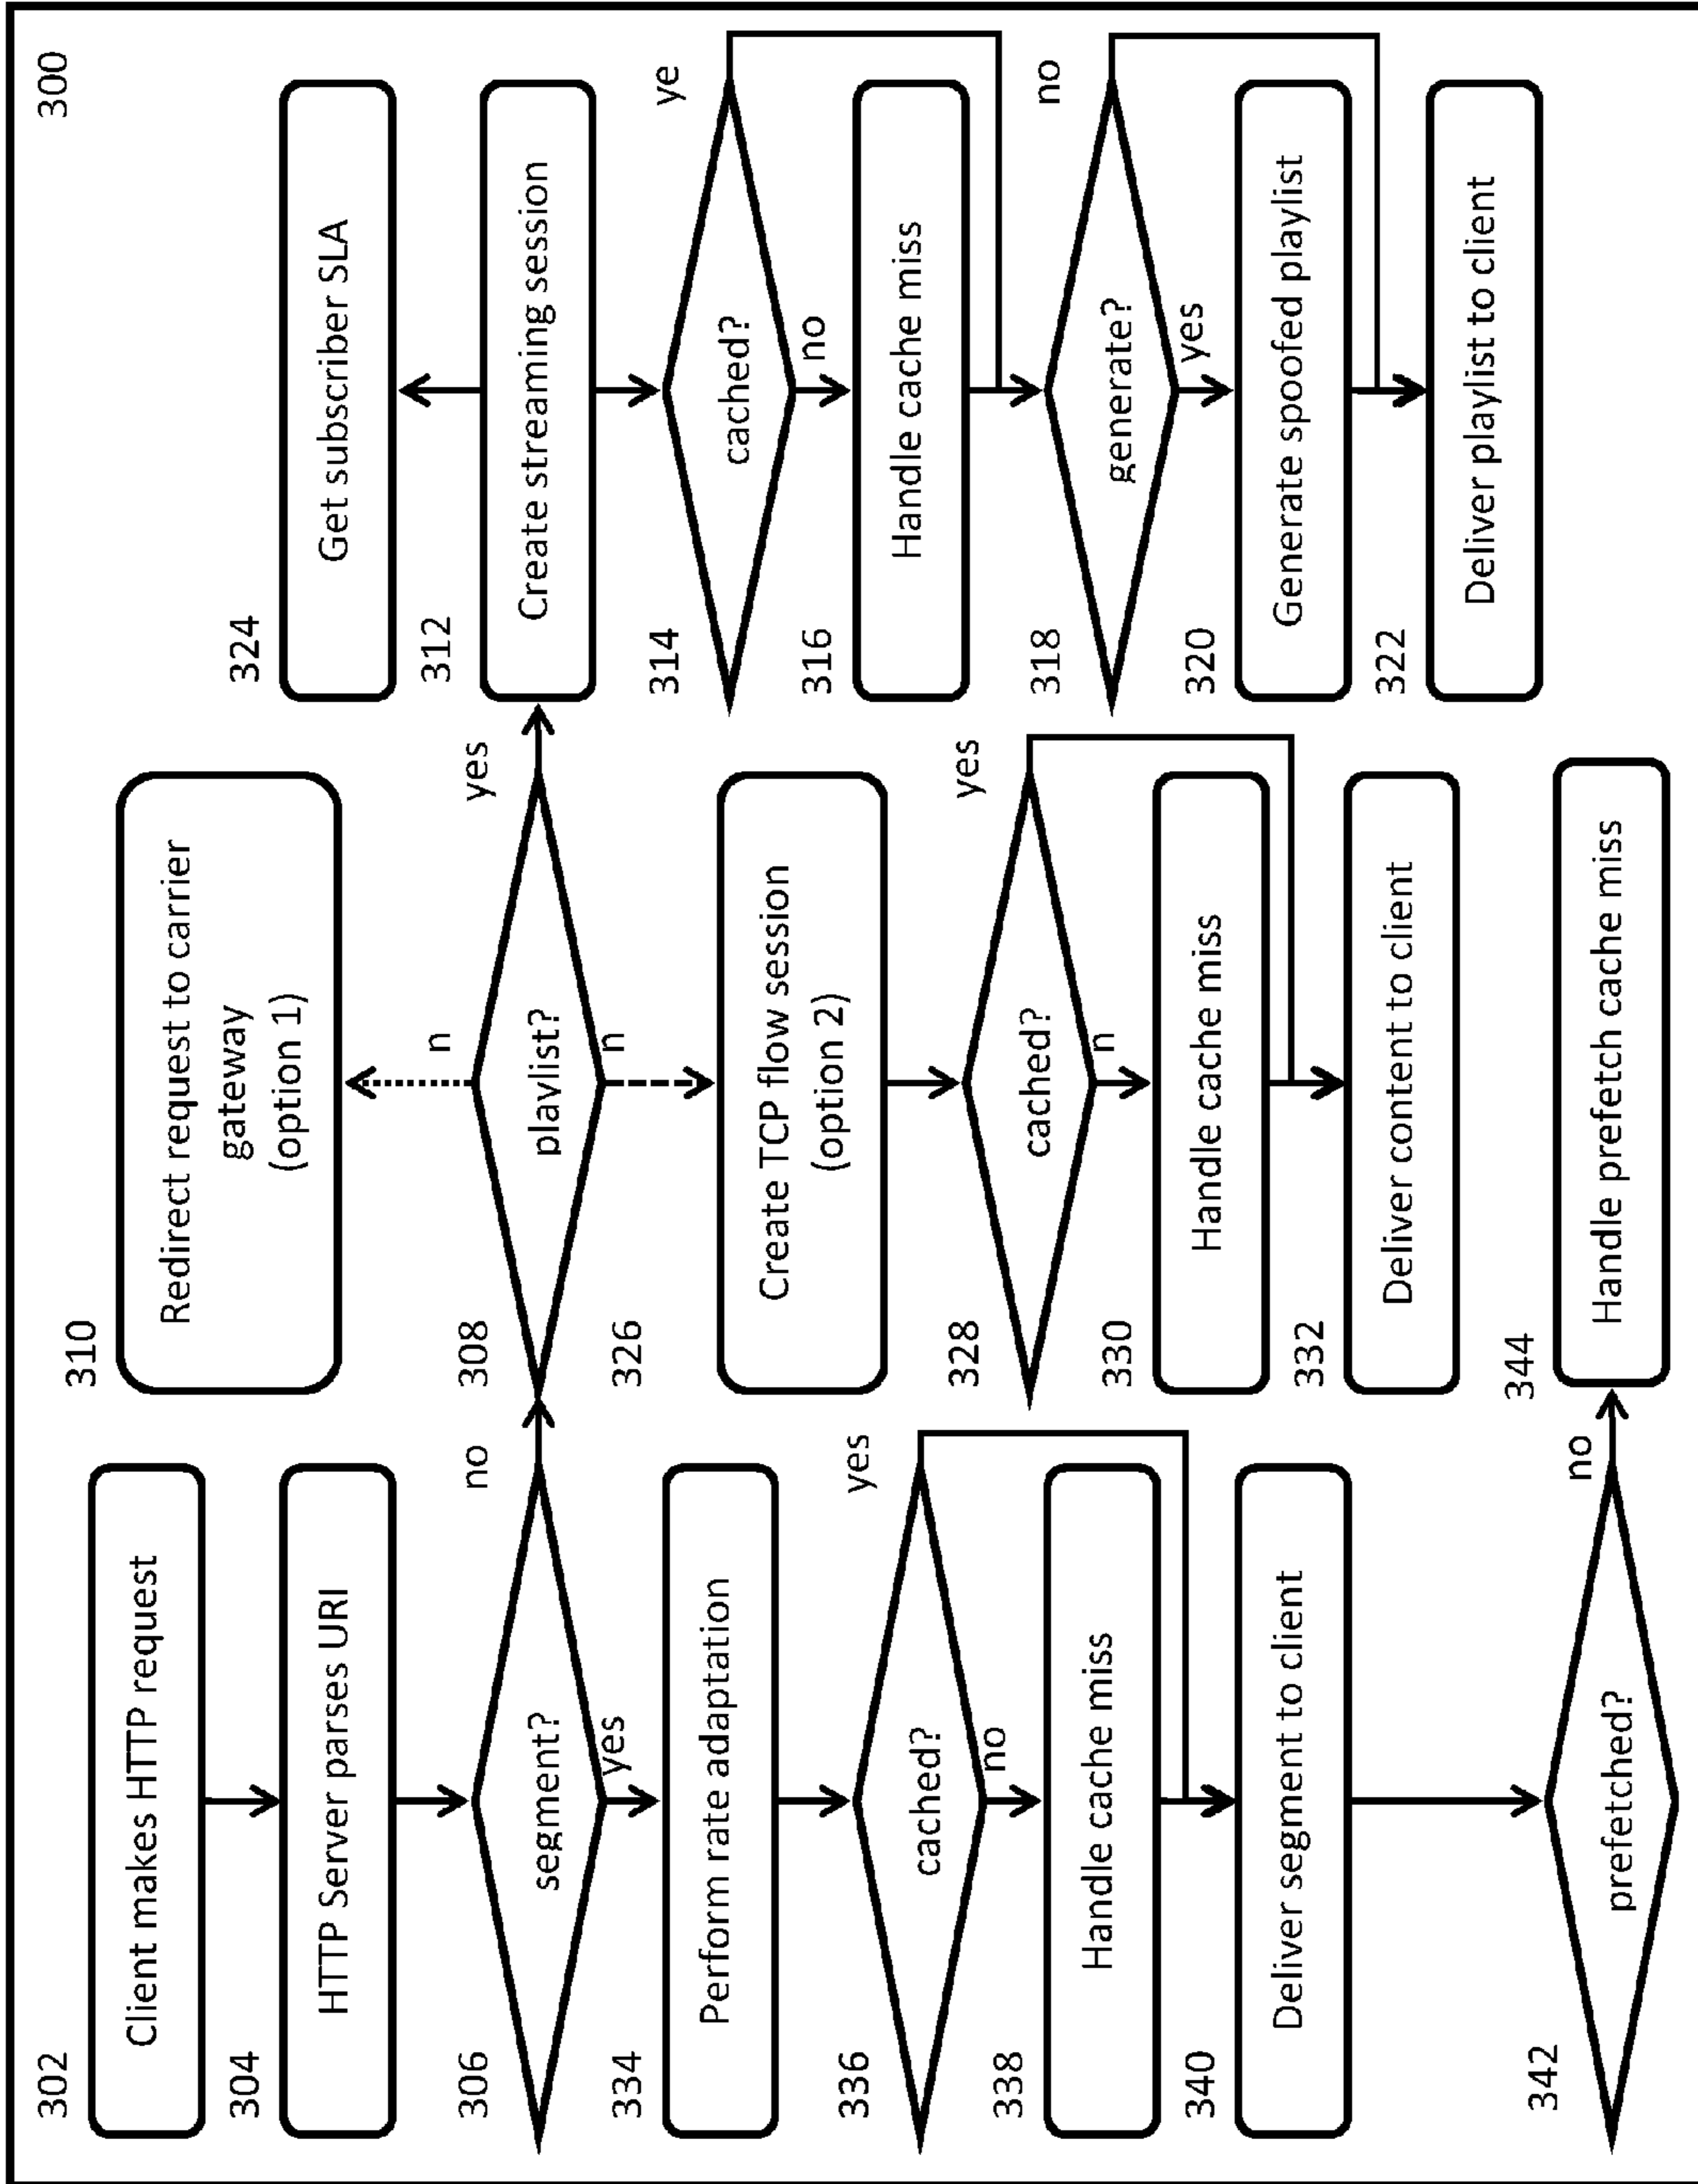 300
302
Client makes HTTP request
304
HTTP Server parses URI
306
segment?
no
yes
334
Perform rate adaptation
336
cached?
yes
no
338
Handle cache miss
340
Deliver segment to client
342
prefetched?
no
310
Redirect request to carrier
gateway
(option 1)
n
308
playlist?
yes
n
326
Create TCP flow session
(option 2)
328
cached?
yes
n
330
Handle cache miss
332
Deliver content to client
344
Handle prefetch cache miss
324
Get subscriber SLA
312
Create streaming session
314
cached?
ye
no
316
Handle cache miss
318
generate?
no
yes
320
Generate spoofed playlist
322
Deliver playlist to client